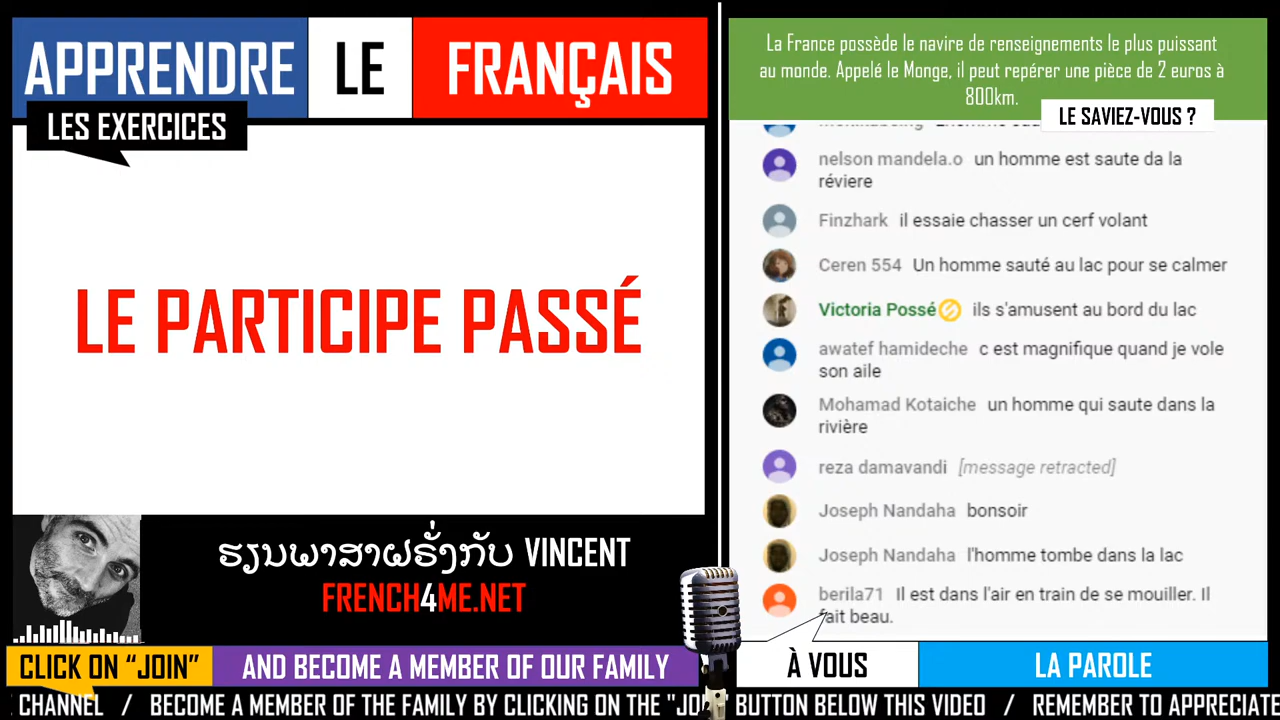 APPRENDRE LE FRANÇAIS
LES EXERCICES
LE PARTICIPE PASSÉ
ຮຽນພາສາຝຣັ່ງກັບ VINCENT
FRENCH4ME.NET
CLICK ON “JOIN” AND BECOME A MEMBER OF OUR FAMILY
La France possède le navire de renseignements le plus puissant
au monde. Appelé le Monge, il peut repérer une pièce de 2 euros à
800km.
LE SAVIEZ-VOUS ?
nelson mandela.o un homme est saute da la
réviere
Finzhark il essaie chasser un cerf volant
Ceren 554 Un homme sauté au lac pour se calmer
Victoria Possé ils s'amusent au bord du lac
awatef hamideche c est magnifique quand je vole
son aile
Mohamad Kotaiche un homme qui saute dans la
rivière
reza damavandi [message retracted]
Joseph Nandaha bonsoir
Joseph Nandaha l'homme tombe dans la lac
berila71 Il est dans l'air en train de se mouiller. Il
fait beau.
À VOUS LA PAROLE
CHANNEL / BECOME A MEMBER OF THE FAMILY BY CLICKING ON THE "JOIN" BUTTON BELOW THIS VIDEO / REMEMBER TO APPRECIATE